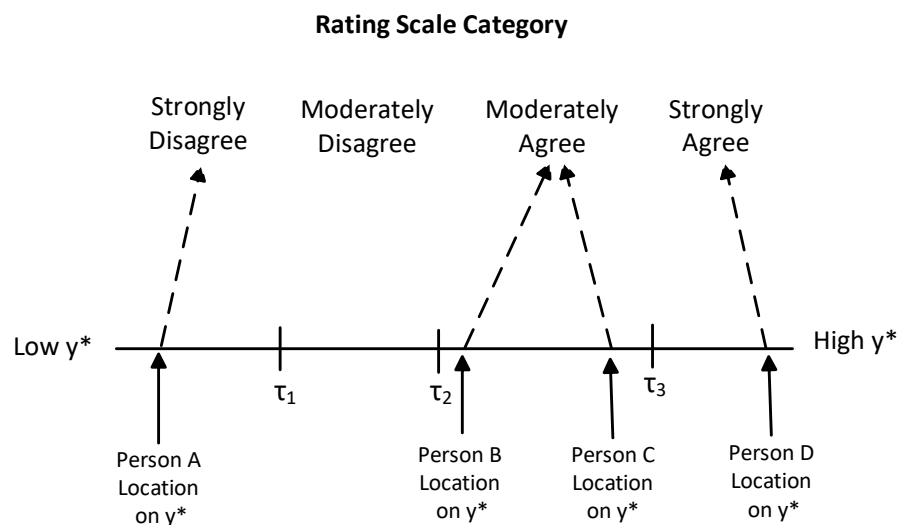 Rating Scale Category
Strongly Disagree
Moderately Disagree
Moderately Agree
Strongly Agree
Low y*
High y*
τ1
τ2
τ3
Person A
Location
on y*
Person B
Location
on y*
Person C
Location
on y*
Person D
Location
on y*